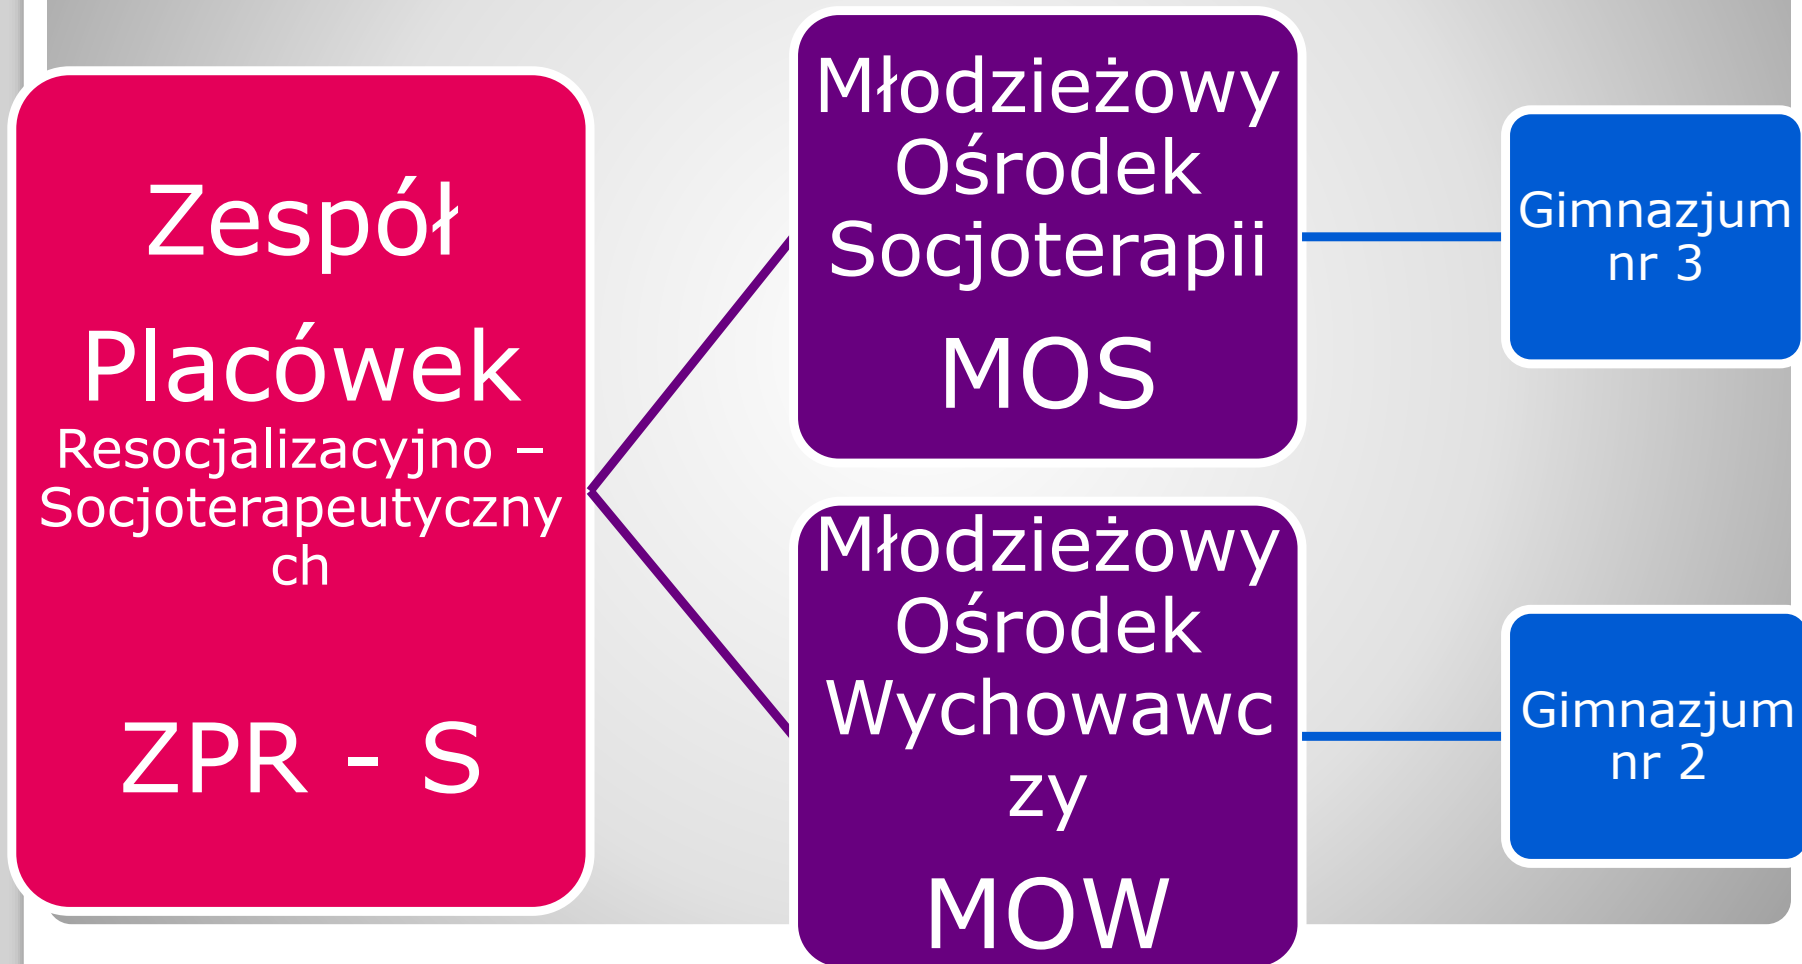 Zespół
Placówek
Resocjalizacyjno –
Socjoterapeutyczny
ch
ZPR - S
Młodzieżowy
Ośrodek
Socjoterapii
MOS
Gimnazjum
nr 3
Młodzieżowy
Ośrodek
Wychowawc
zy
MOW
Gimnazjum
nr 2